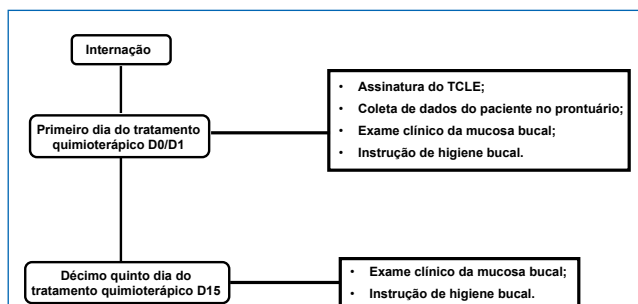 Internação
Primeiro dia do tratamento
quimioterápico D0/D1
• Assinatura do TCLE;
• Coleta de dados do paciente no prontuário;
• Exame clínico da mucosa bucal;
• Instrução de higiene bucal.
Décimo quinto dia do
tratamento quimioterápico D15
• Exame clínico da mucosa bucal;
• Instrução de higiene bucal.